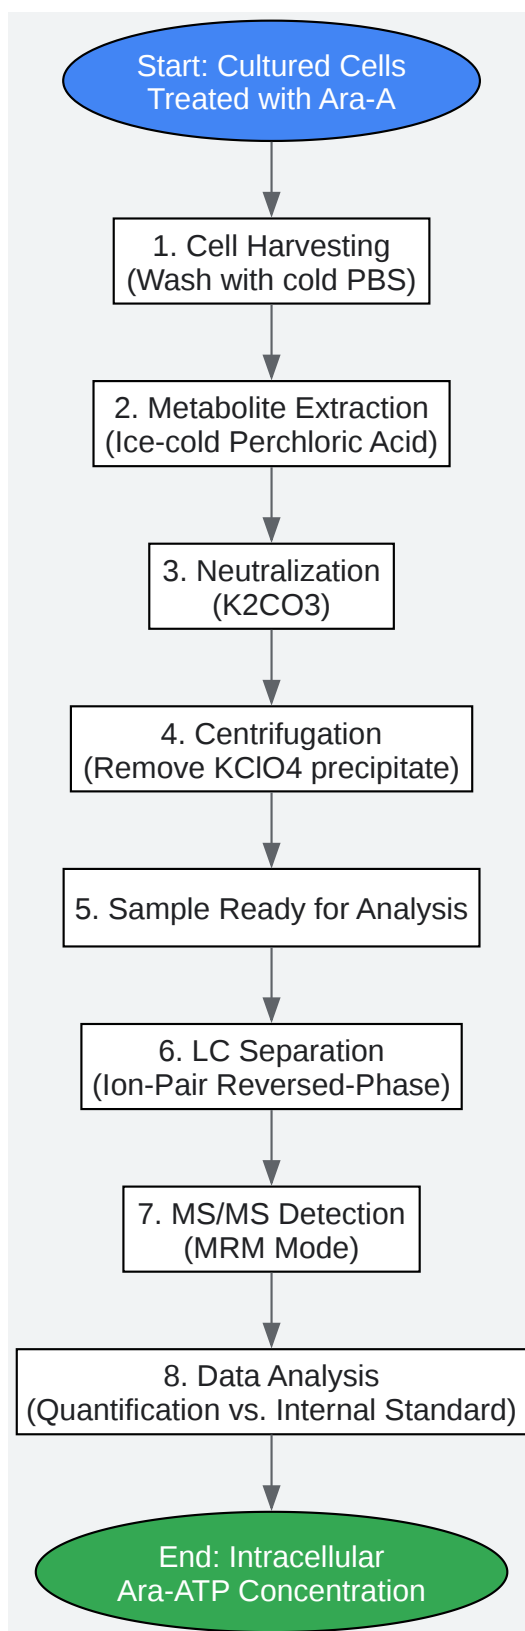 Start: Cultured Cells
Treated with Ara-A
1. Cell Harvesting
(Wash with cold PBS)
2. Metabolite Extraction
(Ice-cold Perchloric Acid)
3. Neutralization
(K2CO3)
4. Centrifugation
(Remove KClO4 precipitate)
5. Sample Ready for Analysis
6. LC Separation
(Ion-Pair Reversed-Phase)
7. MS/MS Detection
(MRM Mode)
8. Data Analysis
(Quantification vs. Internal Standard)
End: Intracellular
Ara-ATP Concentration